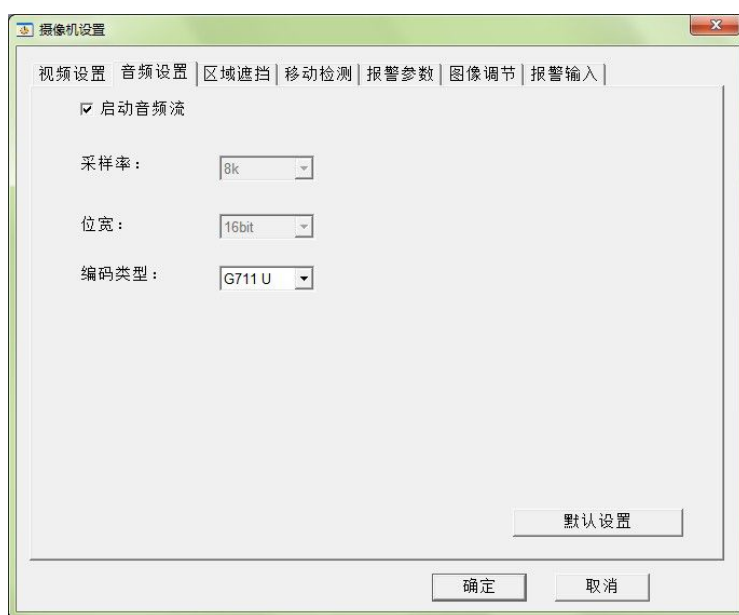 摄像机设置
视频设置 音频设置 区域遮挡 移动检测 报警参数 图像调节 报警输入
启动音频流
采样率： 8k
位宽： 16bit
编码类型： G711 U
默认设置
确定 取消